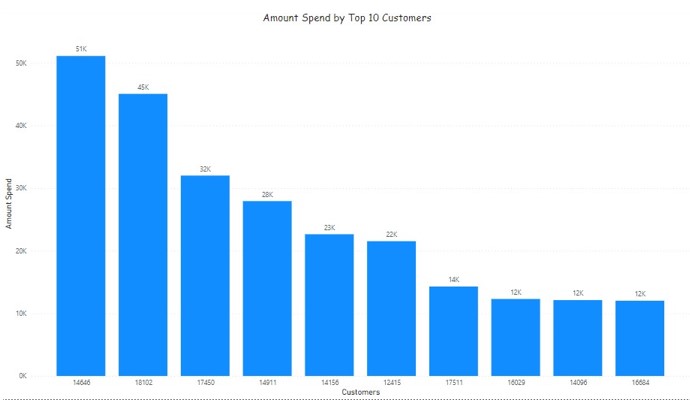 Amount Spend by Top 10 Customers
Amount Spend
50K
40K
30K
20K
10K
0K
51K
45K
32K
28K
23K
22K
14K
12K
12K
12K
14646
18102
17450
14911
14156
12415
17511
16029
14096
16684
Customers